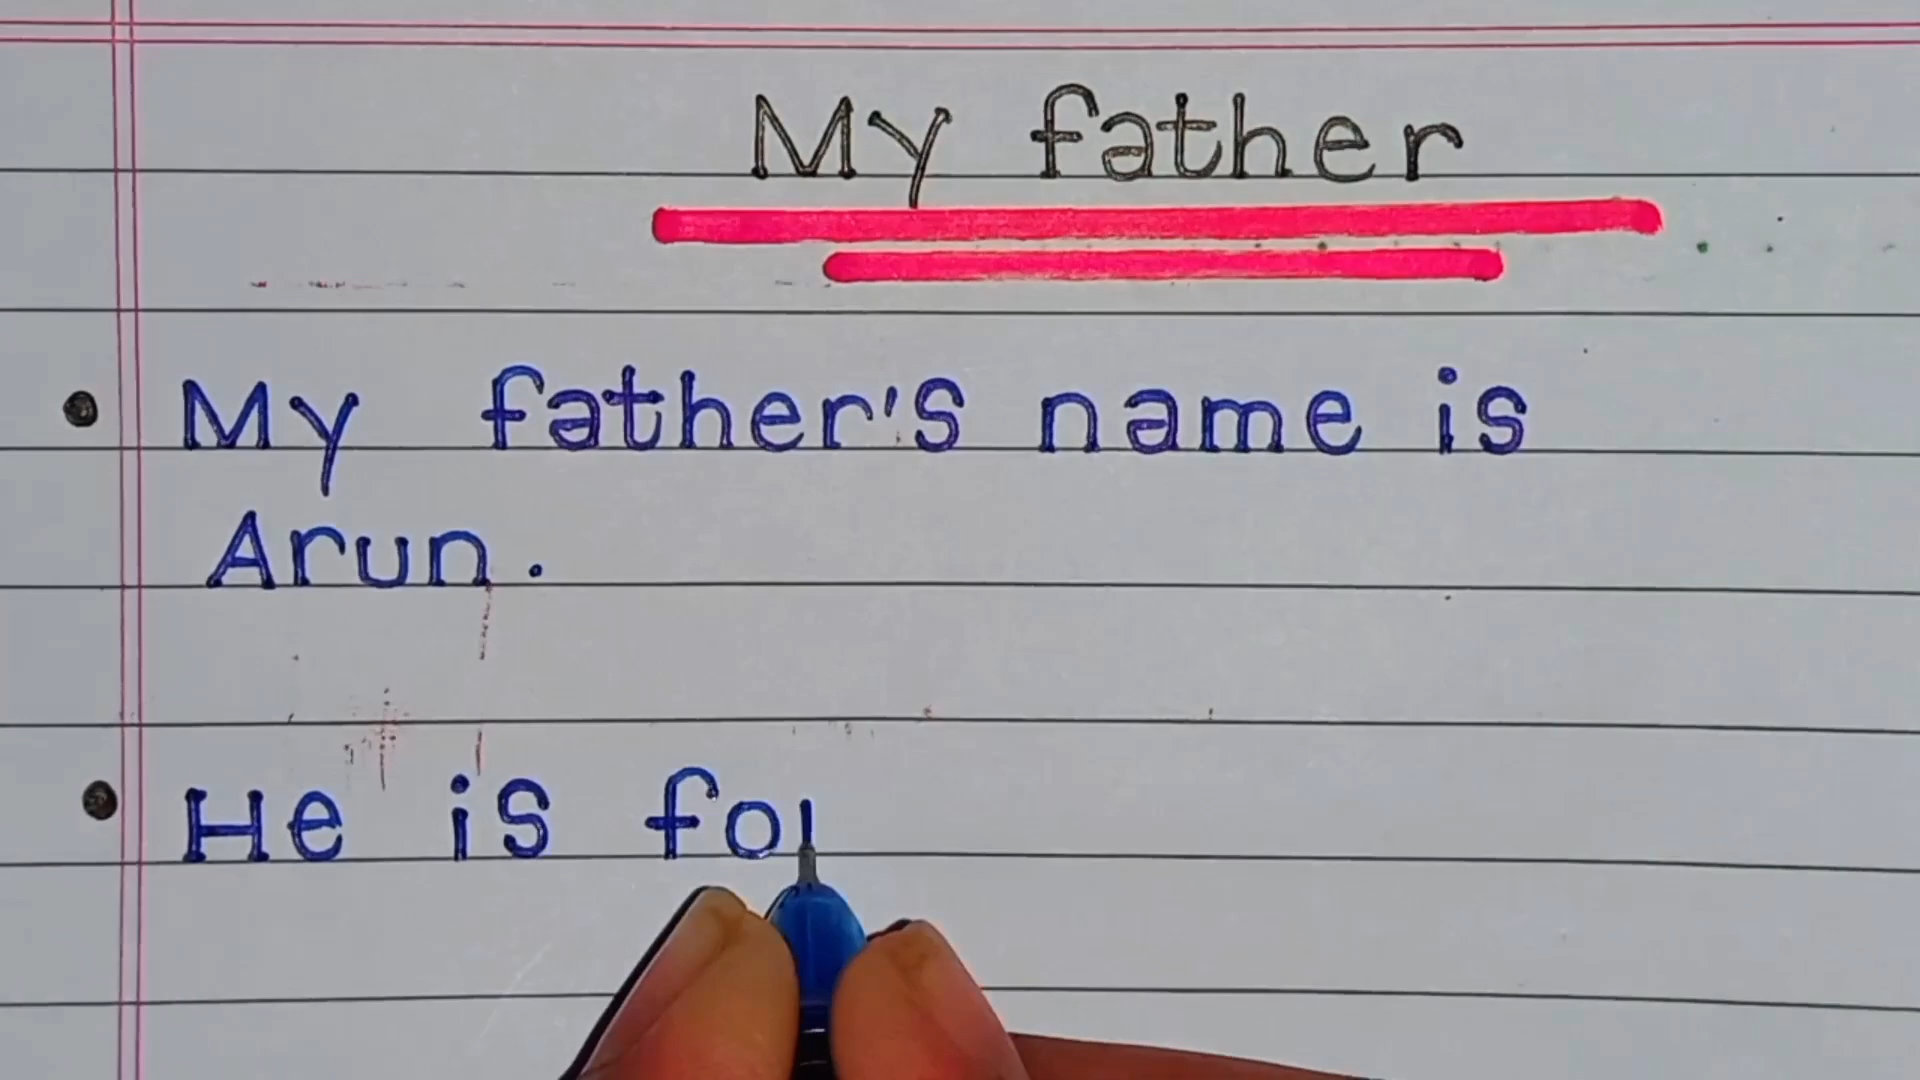 My father
My father's name is
Arun.
He is fo